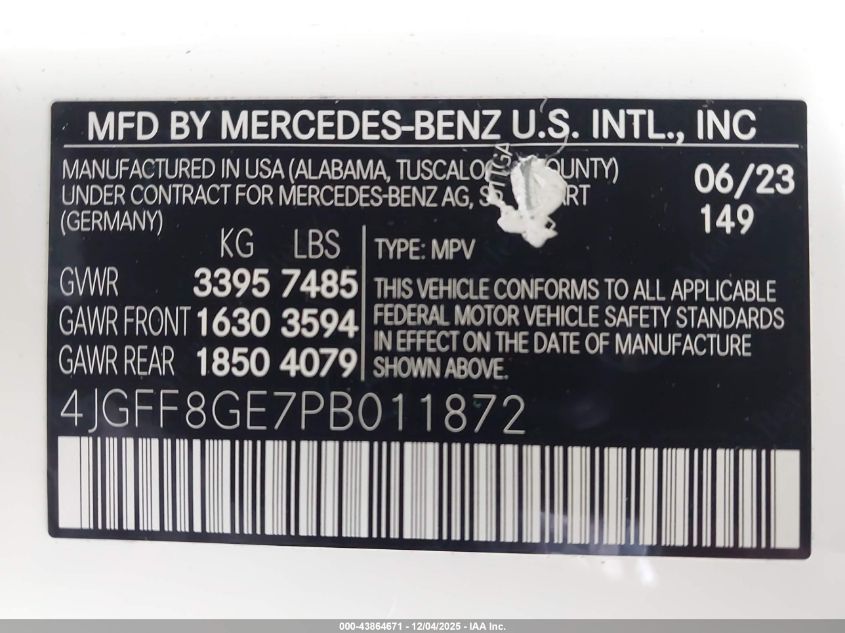 MFD BY MERCEDES-BENZ U.S. INTL., INC
MANUFACTURED IN USA (ALABAMA, COUNTY)
UNDER CONTRACT FOR MERCEDES-BENZ AG,
(GERMANY)
06/23
149
KG LBS
GVWR 3395 7485
GAWR FRONT 1630 3594
GAWR REAR 1850 4079
TYPE: MPV
THIS VEHICLE CONFORMS TO ALL APPLICABLE
FEDERAL MOTOR VEHICLE SAFETY STANDARDS
IN EFFECT ON THE DATE OF MANUFACTURE
SHOWN ABOVE.
4JGFF8GE7PB011872
000-43864671 - 12/04/2025 - IAA Inc.